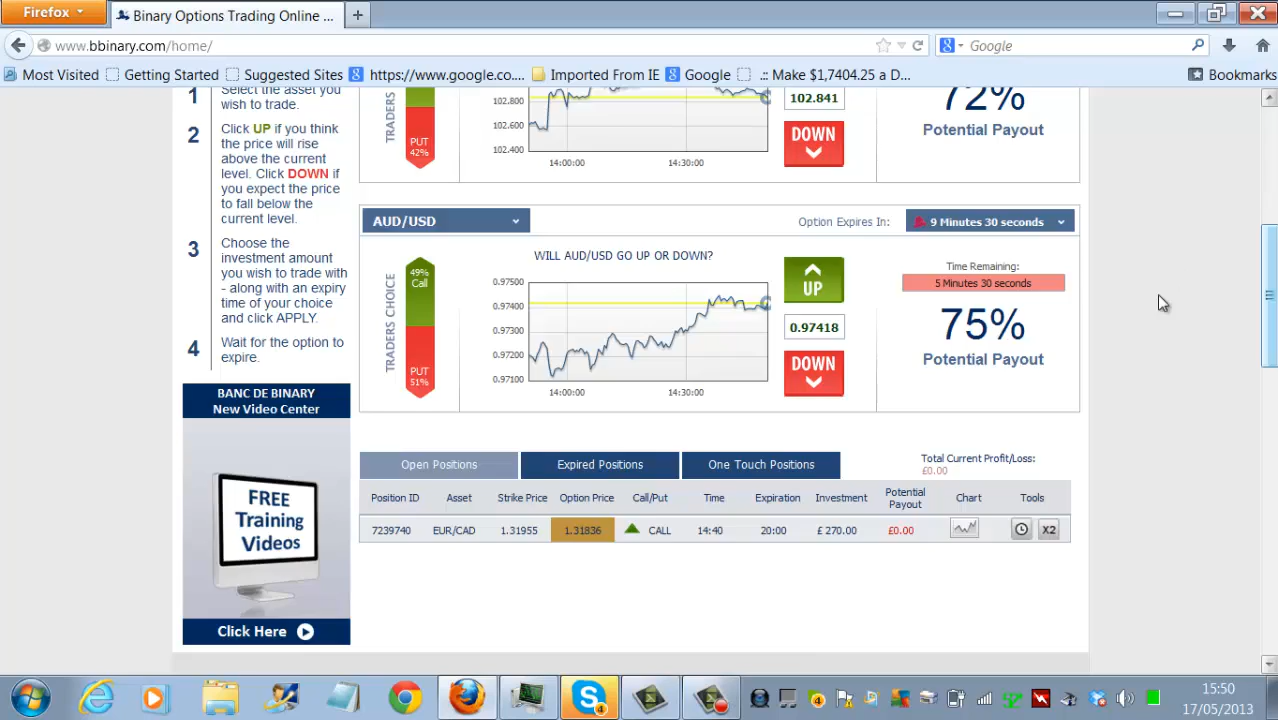 Firefox
Binary Options Trading Online ...
www.bbinary.com/home/
Google
Most Visited
Getting Started
Suggested Sites
https://www.google.co....
Imported From IE
Google
.:: Make $1,7404.25 a D...
Bookmarks
1
Select the asset you
wish to trade.
2
Click UP if you think
the price will rise
above the current
level. Click DOWN if
you expect the price
to fall below the
current level.
3
Choose the
investment amount
you wish to trade with
- along with an expiry
time of your choice
and click APPLY.
4
Wait for the option to
expire.
BANC DE BINARY
New Video Center
FREE
Training
Videos
Click Here
TRADERS
PUT
42%
102.800
102.600
102.400
14:00:00
14:30:00
102.841
DOWN
72%
Potential Payout
AUD/USD
Option Expires In:
9 Minutes 30 seconds
WILL AUD/USD GO UP OR DOWN?
TRADERS CHOICE
49%
Call
PUT
51%
0.97500
0.97400
0.97300
0.97200
0.97100
14:00:00
14:30:00
UP
0.97418
DOWN
Time Remaining:
5 Minutes 30 seconds
75%
Potential Payout
Open Positions
Expired Positions
One Touch Positions
Total Current Profit/Loss:
£0.00
Position ID
Asset
Strike Price
Option Price
Call/Put
Time
Expiration
Investment
Potential
Payout
Chart
Tools
7239740
EUR/CAD
1.31955
1.31836
CALL
14:40
20:00
£ 270.00
£0.00
X2
15:50
17/05/2013